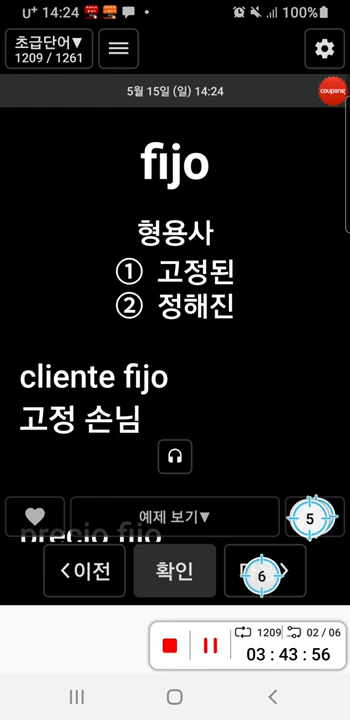 U+ 14:24 100%
초급단어▼
1209 / 1261
5월 15일 (일) 14:24
coupang
fijo
형용사
① 고정된
② 정해진
cliente fijo
고정 손님
예제 보기▼
5
precio fijo
<이전
확인
6
>
1209 02 / 06
03 : 43 : 56